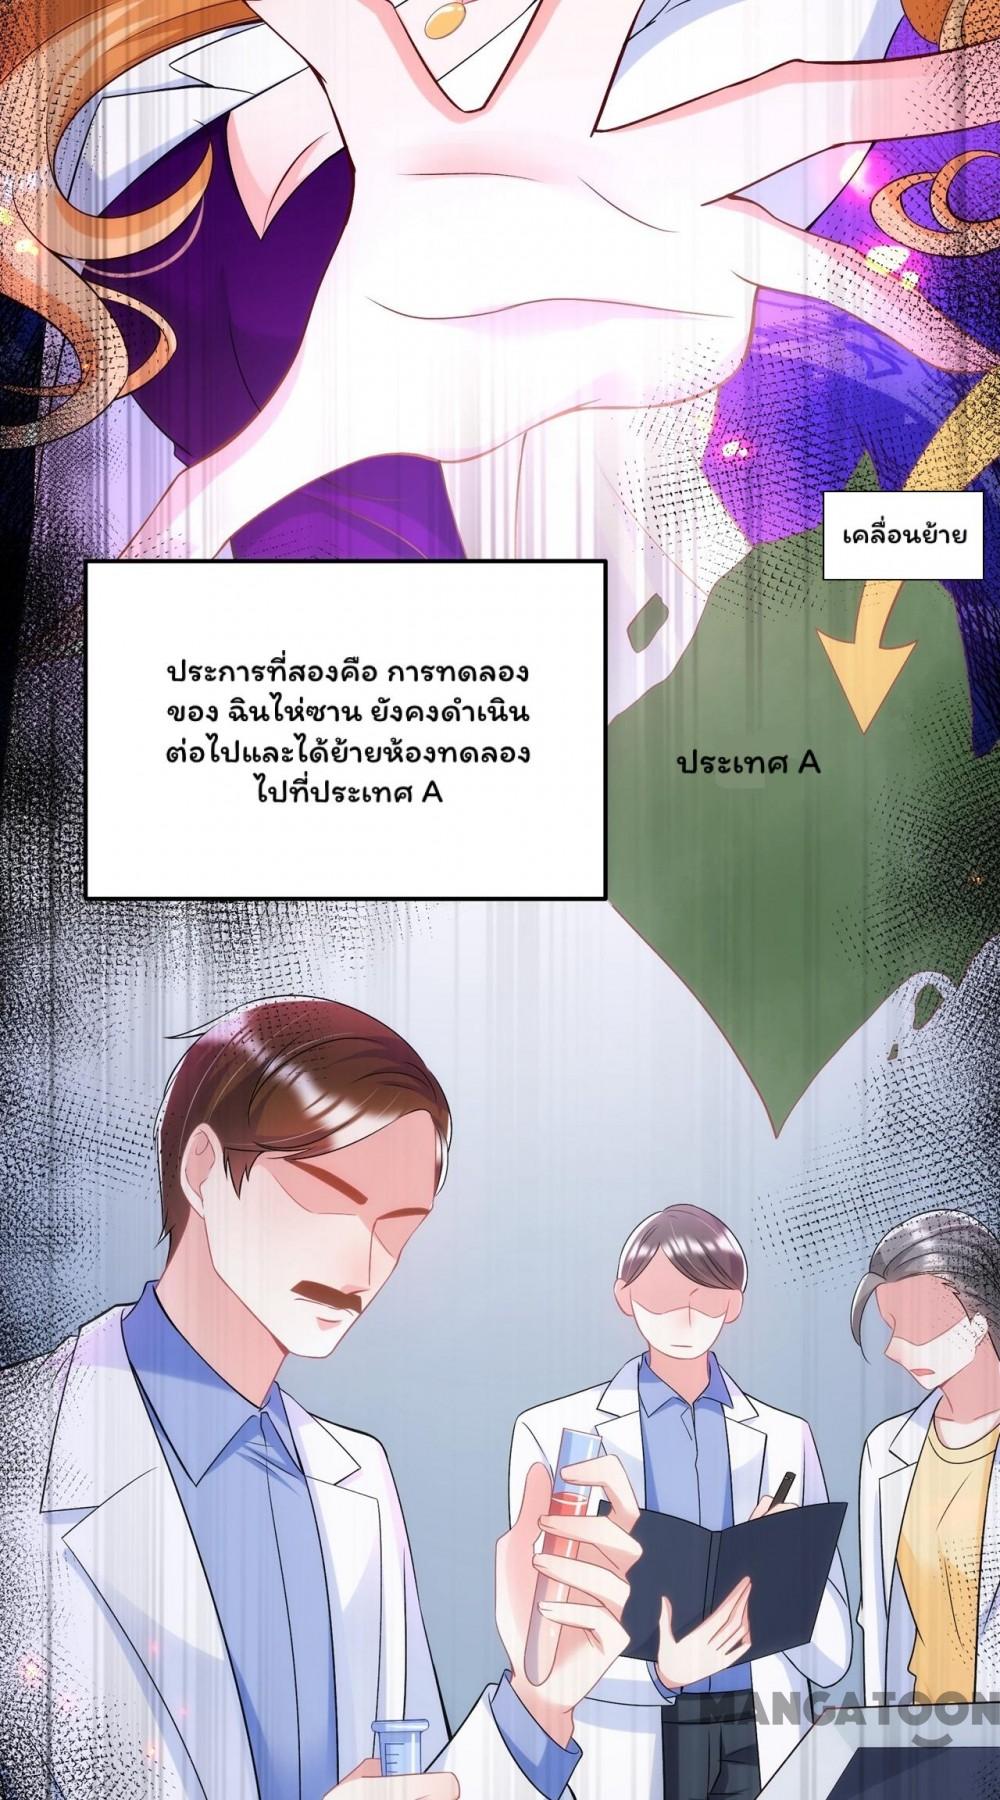 เคลื่อนย้าย
ประการที่สองคือ การทดลอง
ของ ฉินไห่ซาน ยังคงดำเนิน
ต่อไปและได้ย้ายห้องทดลอง
ไปที่ประเทศ A
ประเทศ A
MANGATOON